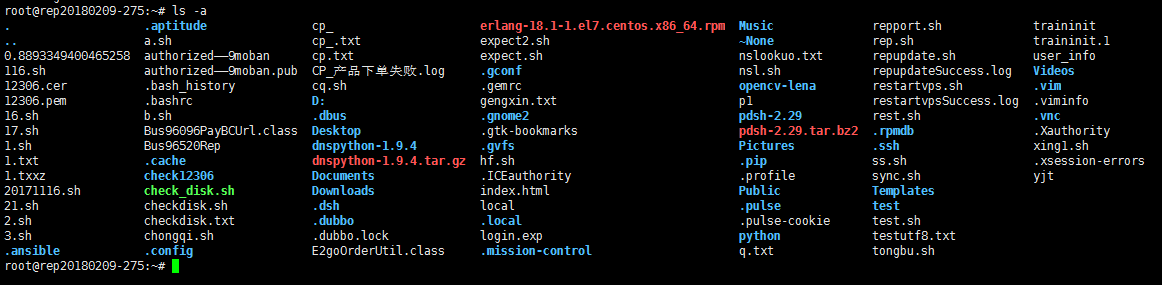 root@rep20180209-275:~# ls -a
. .aptitude cp_ erlang-18.1-1.el7.centos.x86_64.rpm Music repport.sh traininit
.. a.sh cp_.txt expect2.sh ~None rep.sh traininit.1
0.8893349400465258 authorized——9moban cp.txt expect.sh nslookuo.txt repupdate.sh user_info
116.sh authorized——9moban.pub CP_产品下单失败.log .gconf nsl.sh repupdateSuccess.log Videos
12306.cer .bash_history cq.sh .gemrc opencv-lena restartvps.sh .vim
12306.pem .bashrc D: gengxin.txt p1 restartvpsSuccess.log .viminfo
16.sh b.sh .dbus .gnome2 pdsh-2.29 rest.sh .vnc
17.sh Bus96096PayBCUrl.class Desktop .gtk-bookmarks pdsh-2.29.tar.bz2 .rpmdb .Xauthority
1.sh Bus96520Rep dnspython-1.9.4 .gvfs Pictures .ssh xing1.sh
1.txt .cache dnspython-1.9.4.tar.gz hf.sh .pip ss.sh .xsession-errors
1.txxz check12306 Documents .ICEauthority .profile sync.sh yjt
20171116.sh check_disk.sh Downloads index.html Public Templates
21.sh checkdisk.sh .dsh local .pulse test
2.sh checkdisk.txt .dubbo .local .pulse-cookie test.sh
3.sh chongqi.sh .dubbo.lock login.exp python testutf8.txt
.ansible .config E2goOrderUtil.class .mission-control q.txt tongbu.sh
root@rep20180209-275:~#